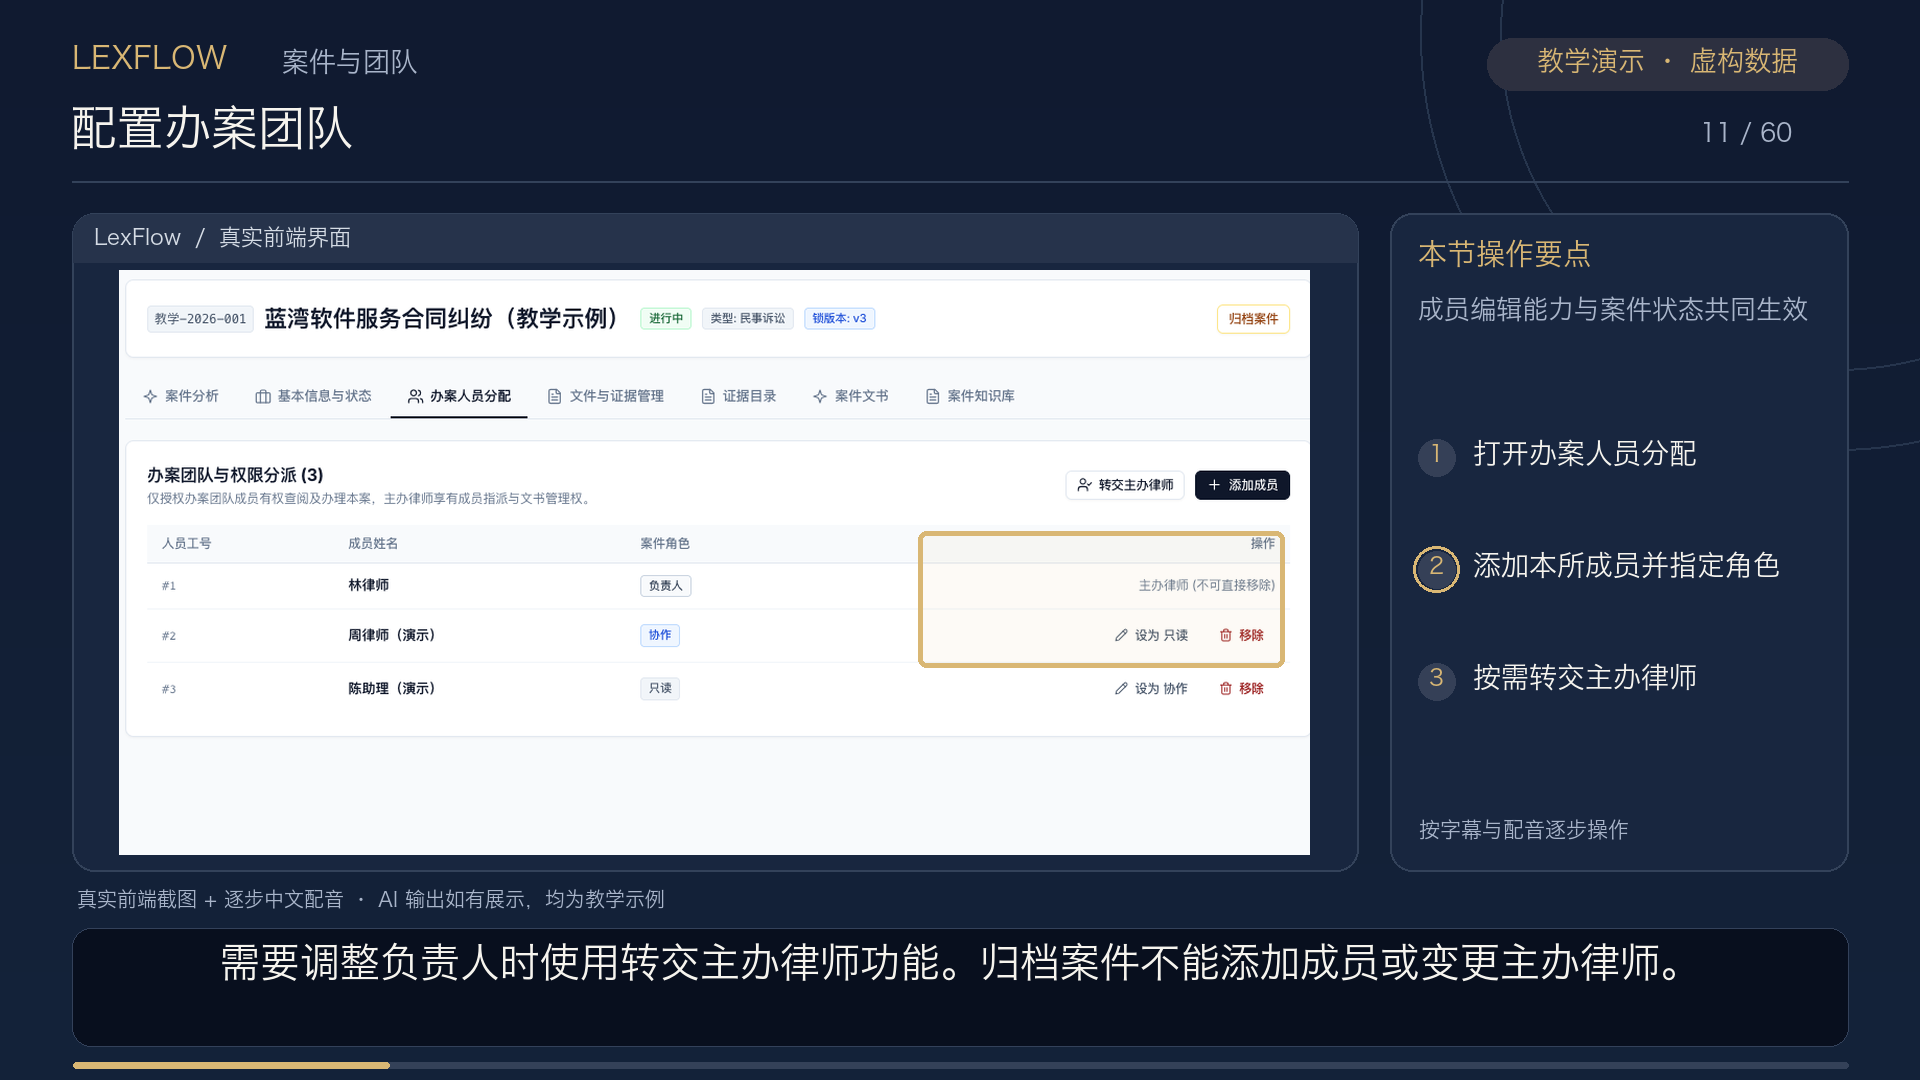 LEXFLOW 案件与团队
教学演示 · 虚构数据
配置办案团队
11 / 60
LexFlow / 真实前端界面
教学-2026-001 蓝湾软件服务合同纠纷（教学示例） 进行中 类型: 民事诉讼 锁版本: v3 归档案件
案件分析 基本信息与状态 办案人员分配 文件与证据管理 证据目录 案件文书 案件知识库
办案团队与权限分派 (3)
仅授权办案团队成员有权查阅及办理本案，主办律师享有成员指派与文书管理权。
转交主办律师 添加成员
人员工号 成员姓名 案件角色 操作
#1 林律师 负责人 主办律师 (不可直接移除)
#2 周律师（演示） 协作 设为 只读 移除
#3 陈助理（演示） 只读 设为 协作 移除
本节操作要点
成员编辑能力与案件状态共同生效
1 打开办案人员分配
2 添加本所成员并指定角色
3 按需转交主办律师
按字幕与配音逐步操作
真实前端截图 + 逐步中文配音 · AI 输出如有展示，均为教学示例
需要调整负责人时使用转交主办律师功能。归档案件不能添加成员或变更主办律师。